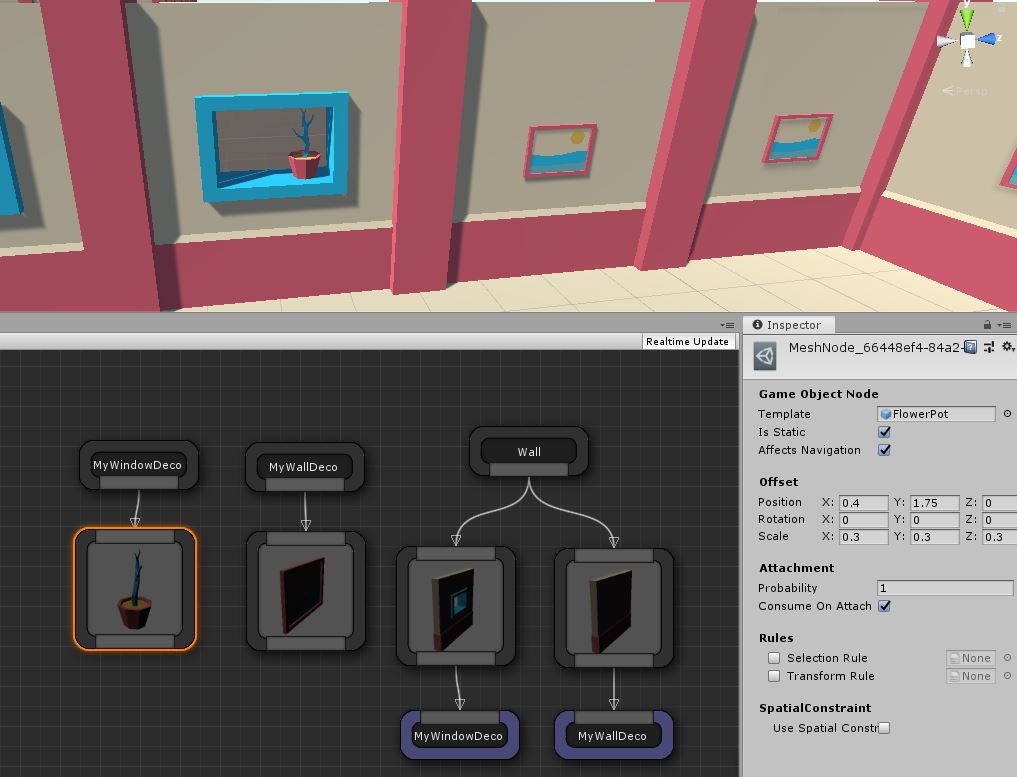 y
z
Persp
Realtime Update
Inspector
MeshNode_66448ef4-84a2-
Game Object Node
Template FlowerPot
Is Static
Affects Navigation
Offset
Position X: 0.4 Y: 1.75 Z: 0
Rotation X: 0 Y: 0 Z: 0
Scale X: 0.3 Y: 0.3 Z: 0.3
Attachment
Probability 1
Consume On Attach
Rules
Selection Rule None
Transform Rule None
SpatialConstraint
Use Spatial Constr
MyWindowDeco
MyWallDeco
Wall
MyWindowDeco
MyWallDeco